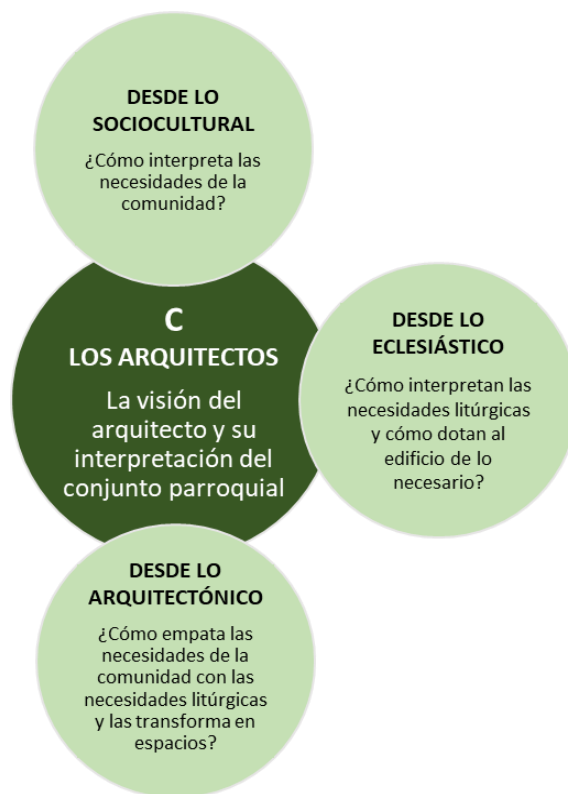 DESDE LO
SOCIOCULTURAL
¿Cómo interpreta las
necesidades de la
comunidad?
C
LOS ARQUITECTOS
La visión del
arquitecto y su
interpretación del
conjunto parroquial
DESDE LO
ECLESIÁSTICO
¿Cómo interpretan las
necesidades litúrgicas
y cómo dotan al
edificio de lo
necesario?
DESDE LO
ARQUITECTÓNICO
¿Cómo empata las
necesidades de la
comunidad con las
necesidades litúrgicas
y las transforma en
espacios?